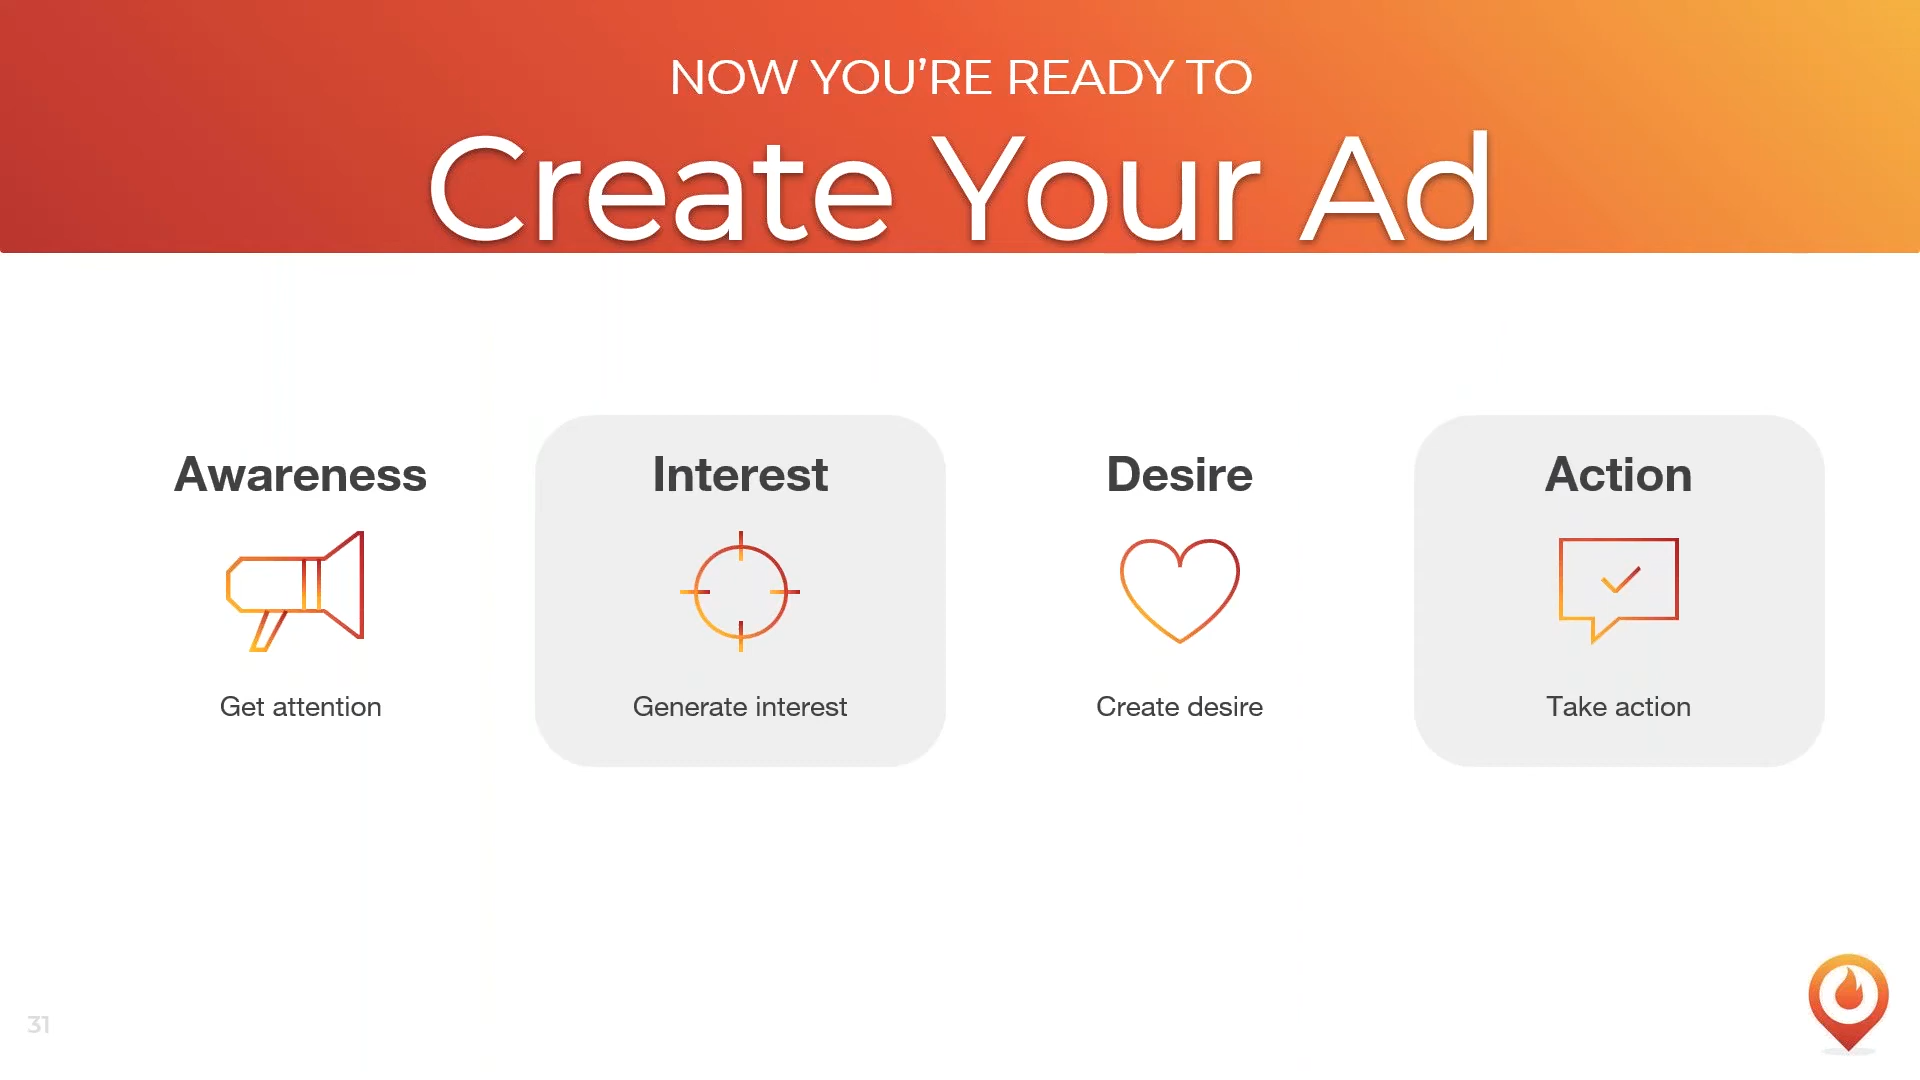 NOW YOU’RE READY TO
Create Your Ad
Awareness
Get attention
Interest
Generate interest
Desire
Create desire
Action
Take action
31